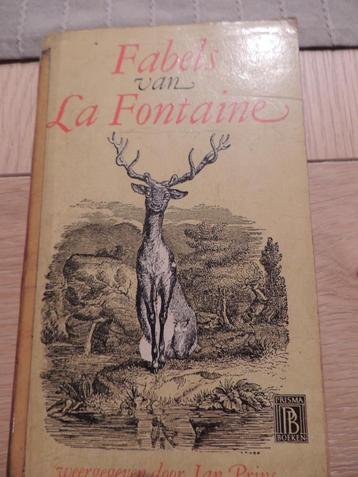 Fabels
van
La Fontaine
PRISMA
PB
BOEKEN
weergegeven door Jan Prins